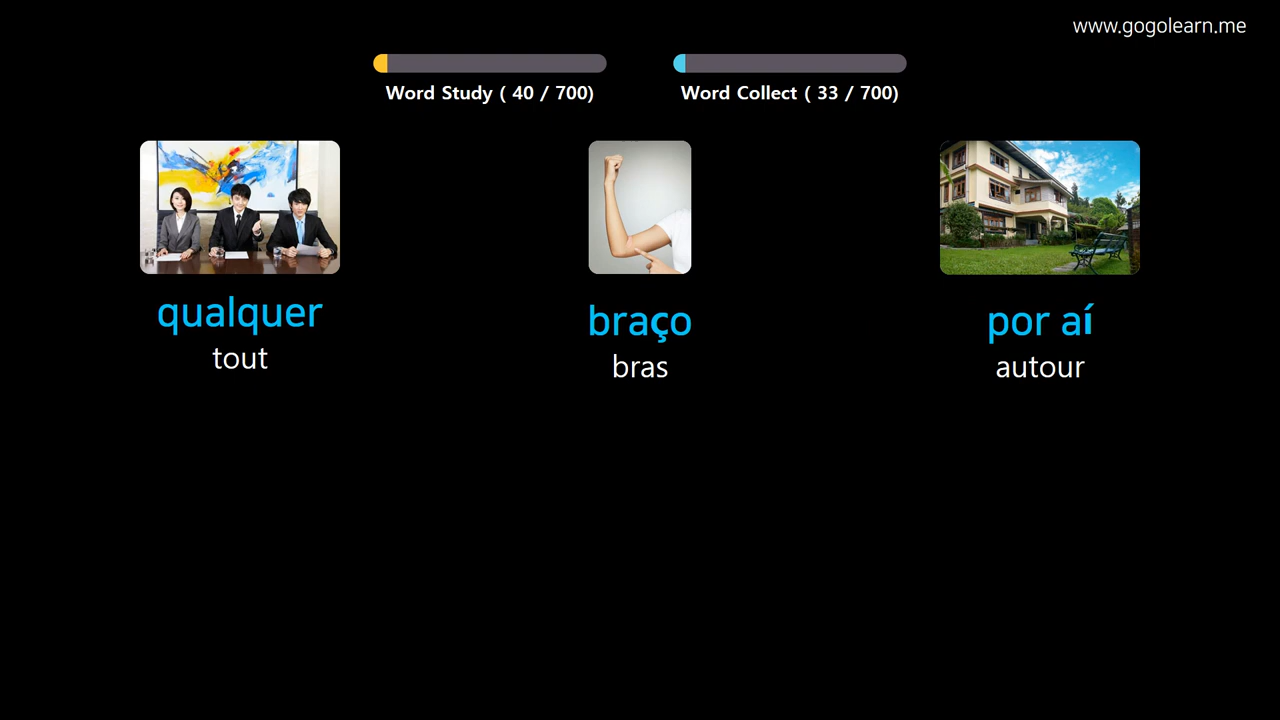 www.gogolearn.me
Word Study ( 40 / 700)
Word Collect ( 33 / 700)
qualquer
tout
braço
bras
por aí
autour